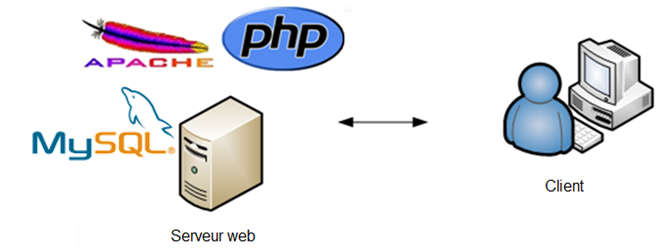 APACHE
php
MySQL®
Client
Serveur web